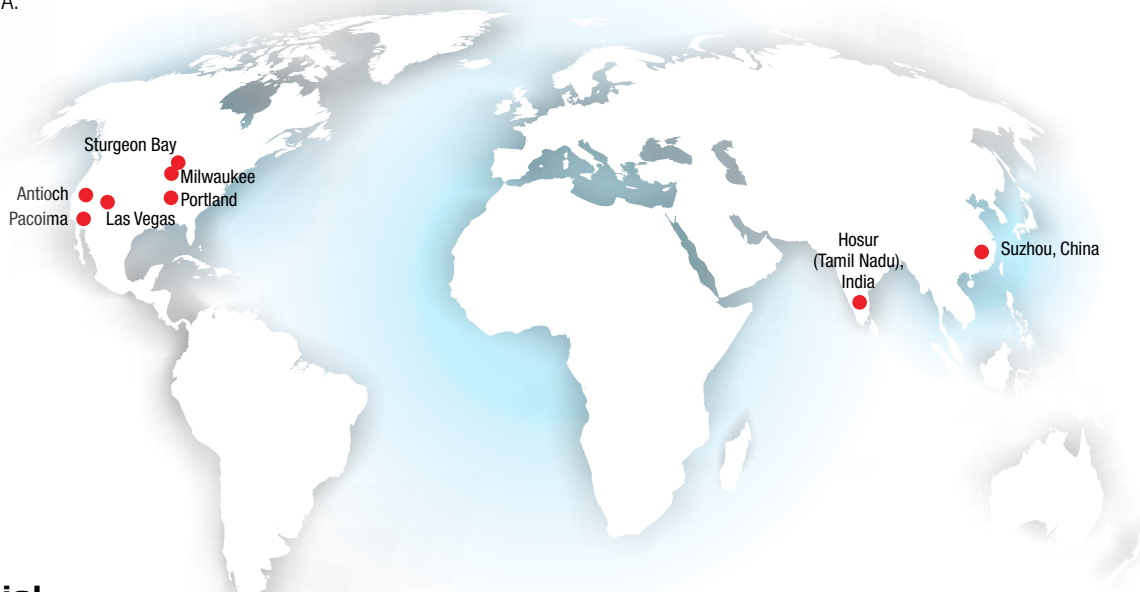 A.
Sturgeon Bay
Milwaukee
Antioch
Portland
Pacoima
Las Vegas
Hosur
(Tamil Nadu),
India
Suzhou, China